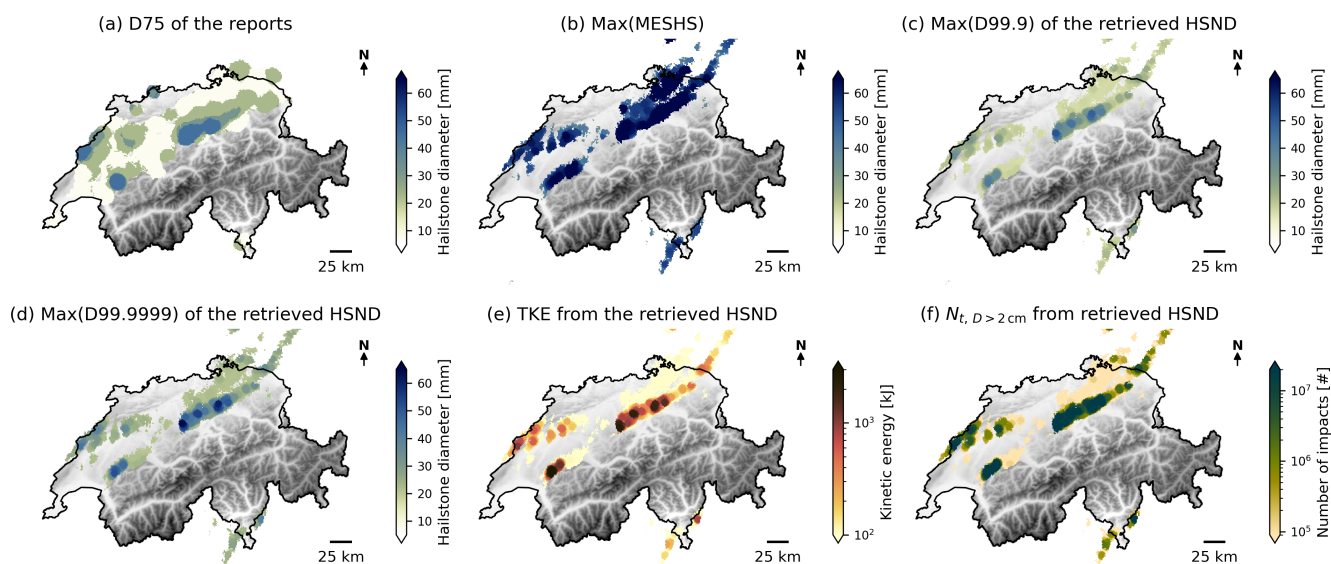 (a) D75 of the reports
N
60
50
40
30
20
10
Hailstone diameter [mm]
25 km
(b) Max(MESHS)
N
60
50
40
30
20
10
Hailstone diameter [mm]
25 km
(c) Max(D99.9) of the retrieved HSND
N
60
50
40
30
20
10
Hailstone diameter [mm]
25 km
(d) Max(D99.9999) of the retrieved HSND
N
60
50
40
30
20
10
Hailstone diameter [mm]
25 km
(e) TKE from the retrieved HSND
N
10³
10²
Kinetic energy [kJ]
25 km
(f) Nₜ, D > 2 cm from retrieved HSND
N
10⁷
10⁶
10⁵
Number of impacts [#]
25 km